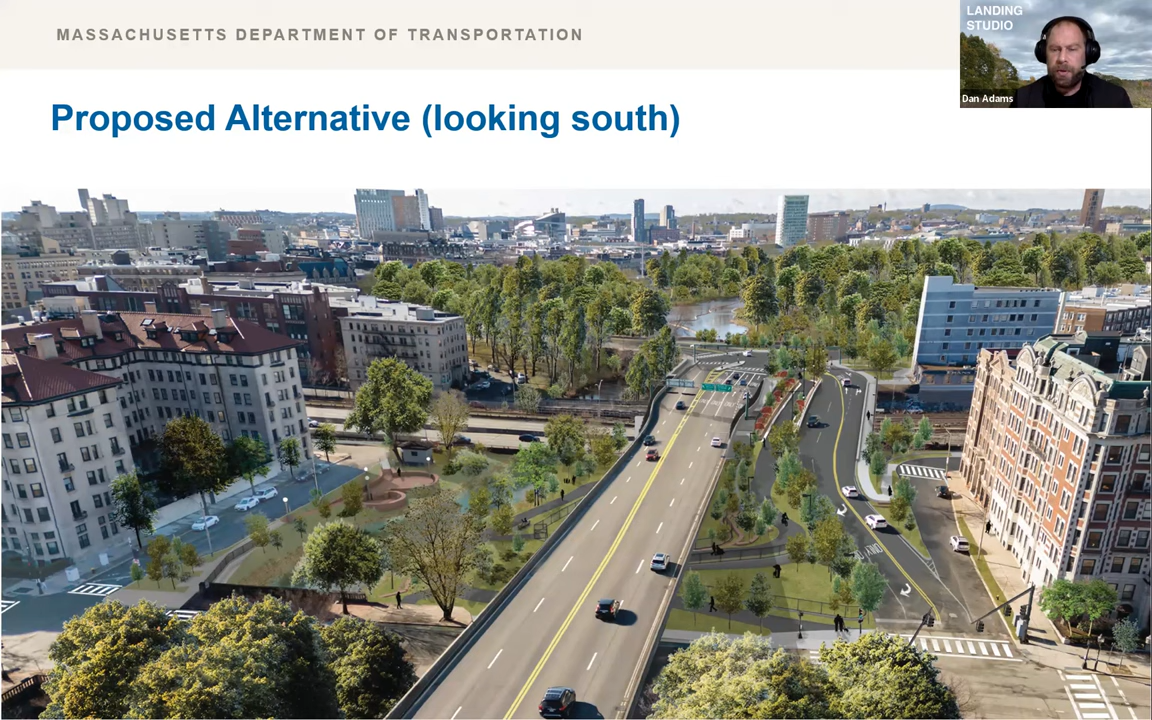 MASSACHUSETTS DEPARTMENT OF TRANSPORTATION
LANDING
STUDIO
Dan Adams
Proposed Alternative (looking south)